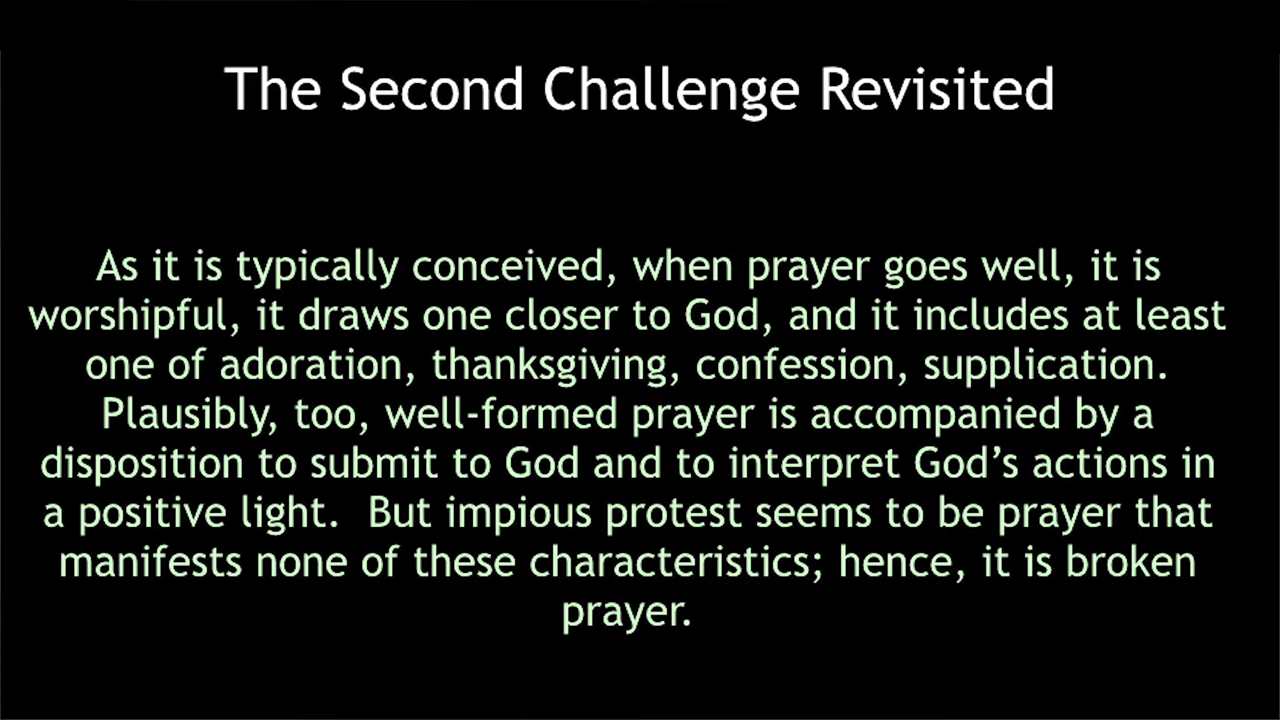 The Second Challenge Revisited
As it is typically conceived, when prayer goes well, it is
worshipful, it draws one closer to God, and it includes at least
one of adoration, thanksgiving, confession, supplication.
Plausibly, too, well-formed prayer is accompanied by a
disposition to submit to God and to interpret God’s actions in
a positive light.  But impious protest seems to be prayer that
manifests none of these characteristics; hence, it is broken
prayer.